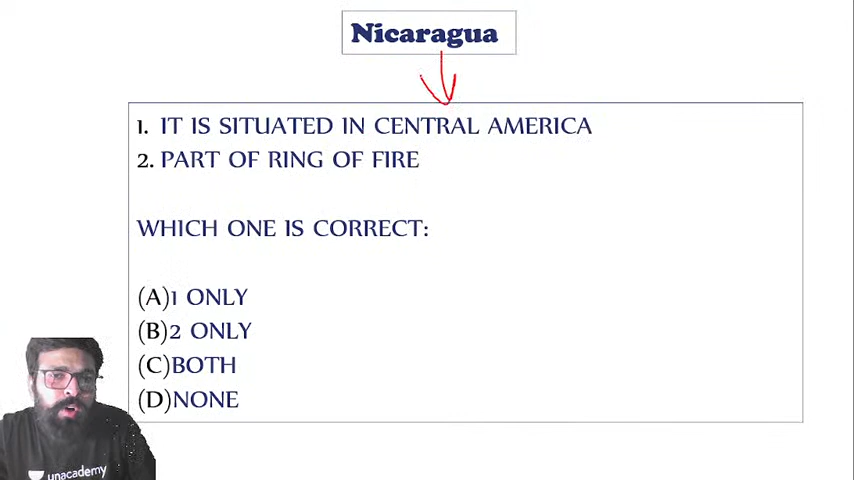 Nicaragua
1. IT IS SITUATED IN CENTRAL AMERICA
2. PART OF RING OF FIRE
WHICH ONE IS CORRECT:
(A)1 ONLY
(B)2 ONLY
(C)BOTH
(D)NONE
unacademy